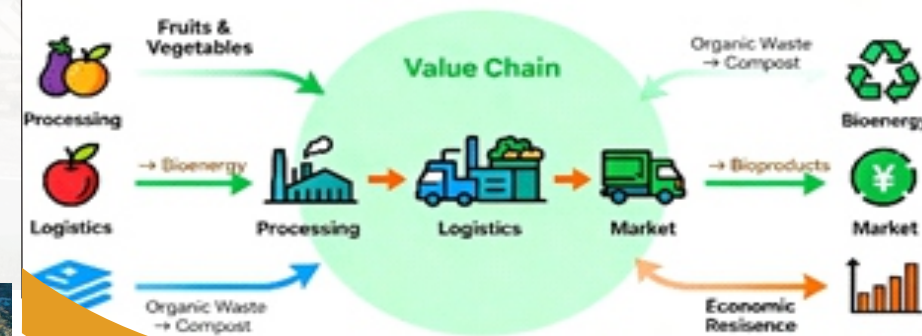 Fruits &
Vegetables
Organic Waste
→ Compost
Value Chain
Processing
Bioenergy
→ Bioenergy
→ Bioproducts
¥
Logistics
Processing
Logistics
Market
Market
Organic Waste
→ Compost
Economic
Resisence